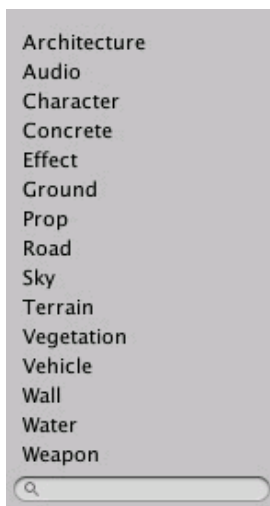 Architecture
Audio
Character
Concrete
Effect
Ground
Prop
Road
Sky
Terrain
Vegetation
Vehicle
Wall
Water
Weapon